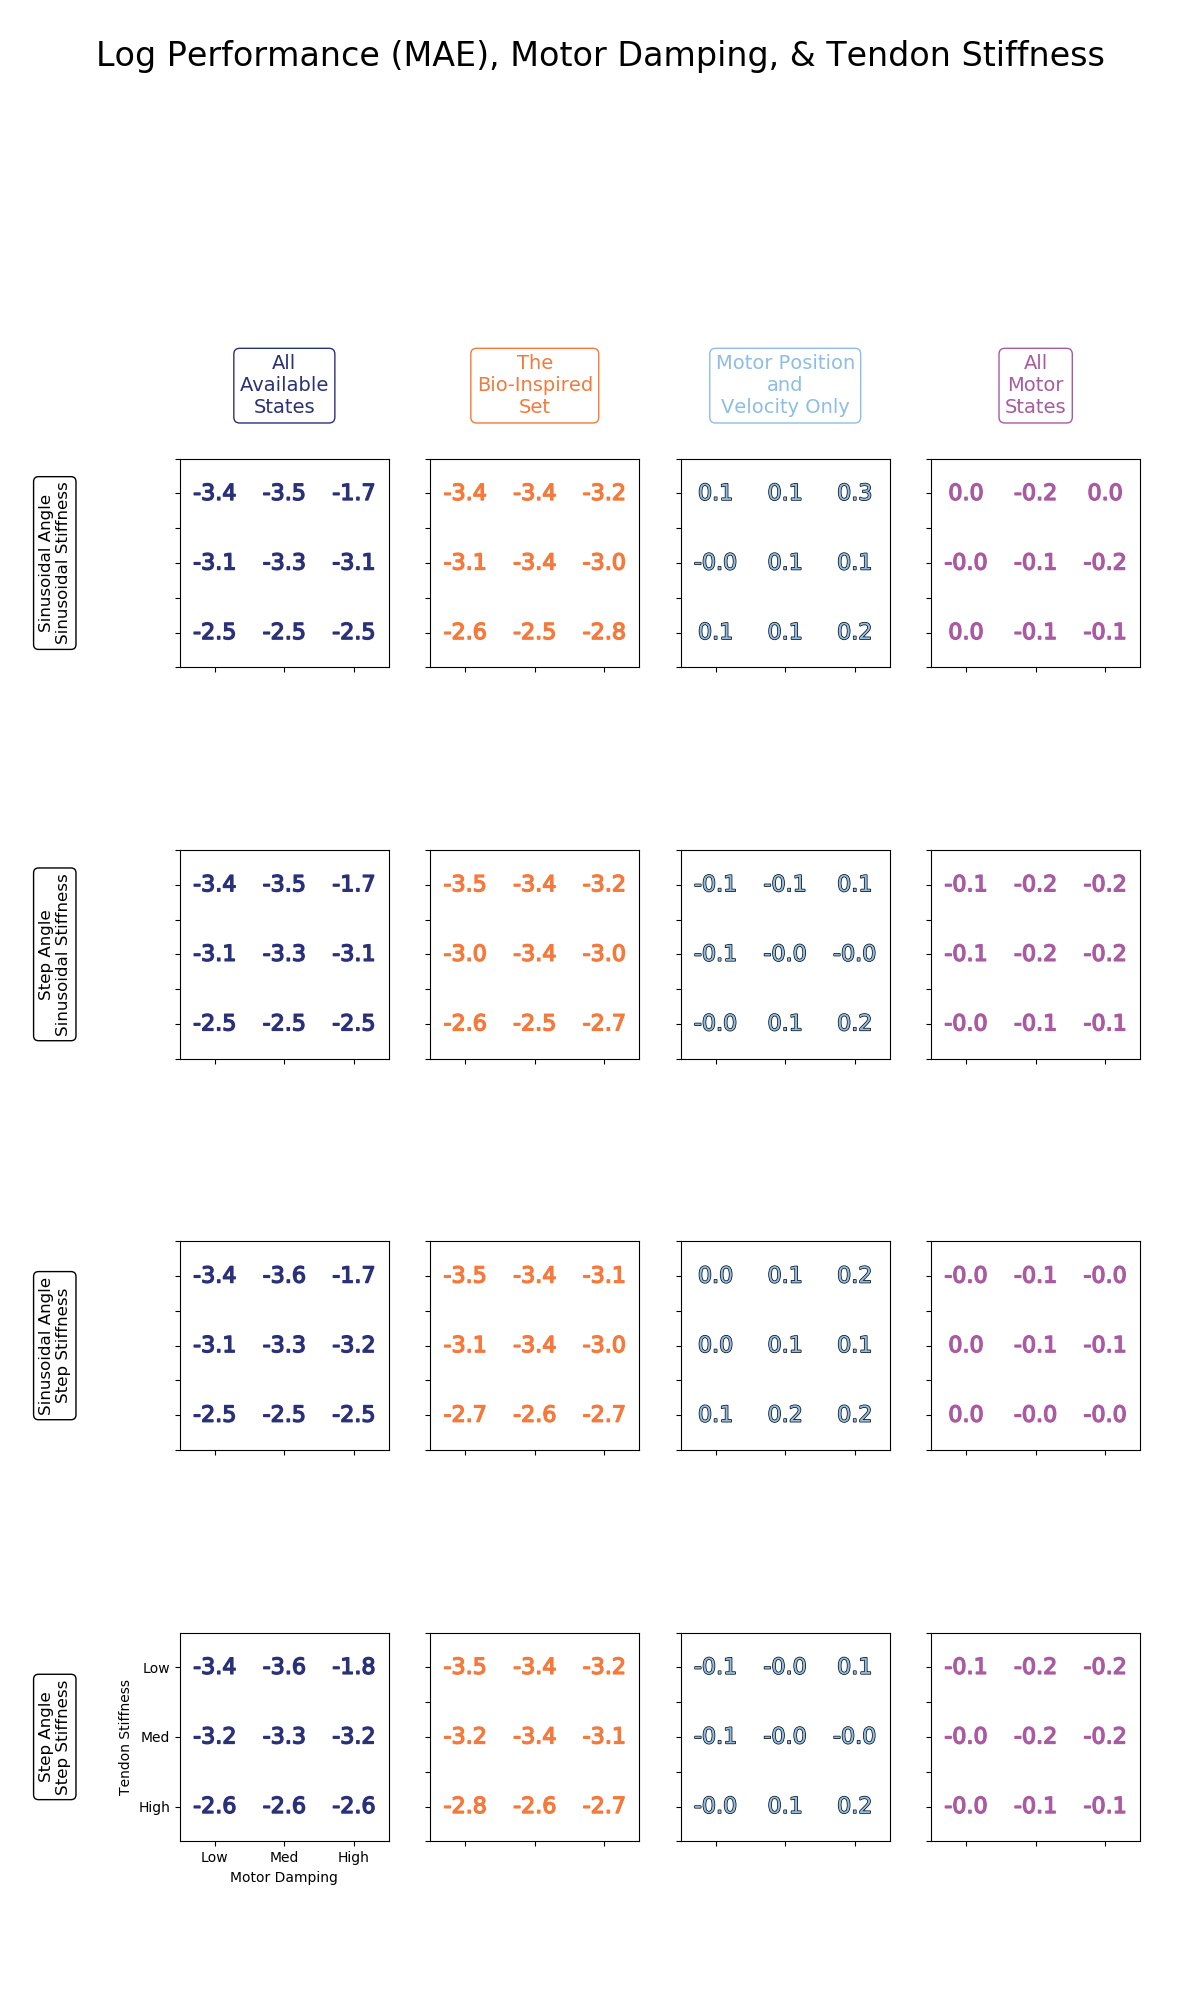 Log Performance (MAE), Motor Damping, & Tendon Stiffness
All
Available
States
The
Bio-Inspired
Set
Motor Position
and
Velocity Only
All
Motor
States
Sinusoidal Angle
Sinusoidal Stiffness
-3.4 -3.5 -1.7 -3.4 -3.4 -3.2 0.1 0.1 0.3 0.0 -0.2 0.0
-3.1 -3.3 -3.1 -3.1 -3.4 -3.0 -0.0 0.1 0.1 -0.0 -0.1 -0.2
-2.5 -2.5 -2.5 -2.6 -2.5 -2.8 0.1 0.1 0.2 0.0 -0.1 -0.1
Step Angle
Sinusoidal Stiffness
-3.4 -3.5 -1.7 -3.5 -3.4 -3.2 -0.1 -0.1 0.1 -0.1 -0.2 -0.2
-3.1 -3.3 -3.1 -3.0 -3.4 -3.0 -0.1 -0.0 -0.0 -0.1 -0.2 -0.2
-2.5 -2.5 -2.5 -2.6 -2.5 -2.7 -0.0 0.1 0.2 -0.0 -0.1 -0.1
Sinusoidal Angle
Step Stiffness
-3.4 -3.6 -1.7 -3.5 -3.4 -3.1 0.0 0.1 0.2 -0.0 -0.1 -0.0
-3.1 -3.3 -3.2 -3.1 -3.4 -3.0 0.0 0.1 0.1 0.0 -0.1 -0.1
-2.5 -2.5 -2.5 -2.7 -2.6 -2.7 0.1 0.2 0.2 0.0 -0.0 -0.0
Step Angle
Step Stiffness
Tendon Stiffness
Low -3.4 -3.6 -1.8 -3.5 -3.4 -3.2 -0.1 -0.0 0.1 -0.1 -0.2 -0.2
Med -3.2 -3.3 -3.2 -3.2 -3.4 -3.1 -0.1 -0.0 -0.0 -0.0 -0.2 -0.2
High -2.6 -2.6 -2.6 -2.8 -2.6 -2.7 -0.0 0.1 0.2 -0.0 -0.1 -0.1
Low Med High
Motor Damping